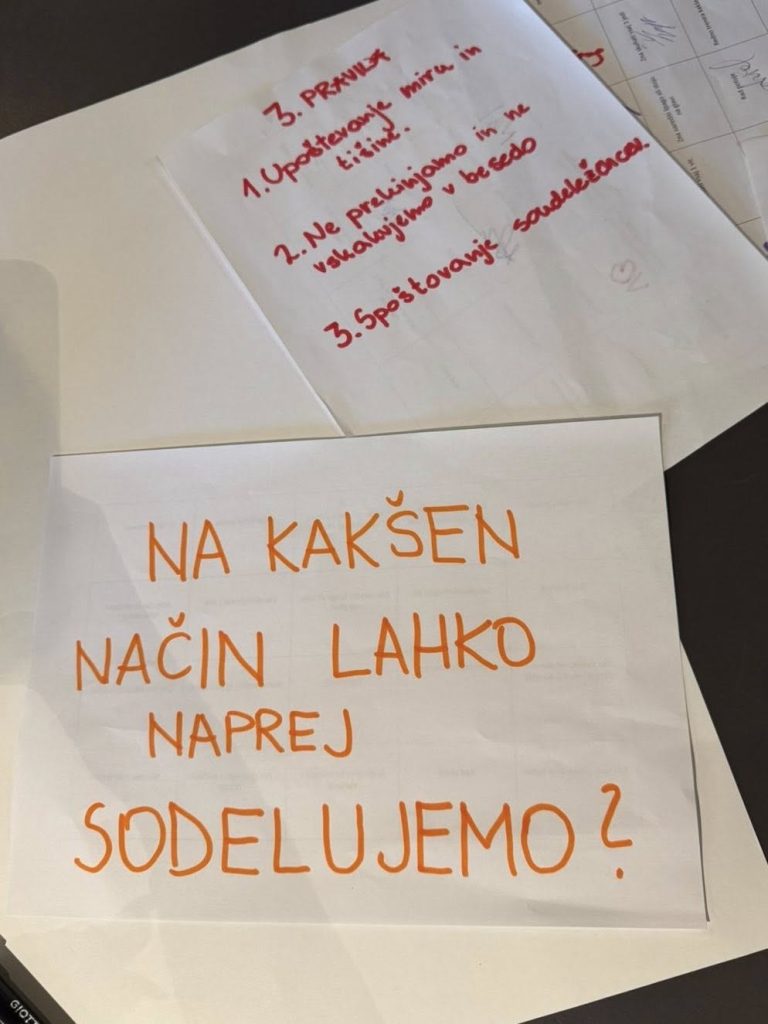 3. PRAVILA
1. Upoštevanje miru in
tišine.
2. Ne prekinjamo in ne
vskakujemo v besedo
3. Spoštovanje soudeležencev
NA KAKŠEN
NAČIN LAHKO
NAPREJ
SODELUJEMO?